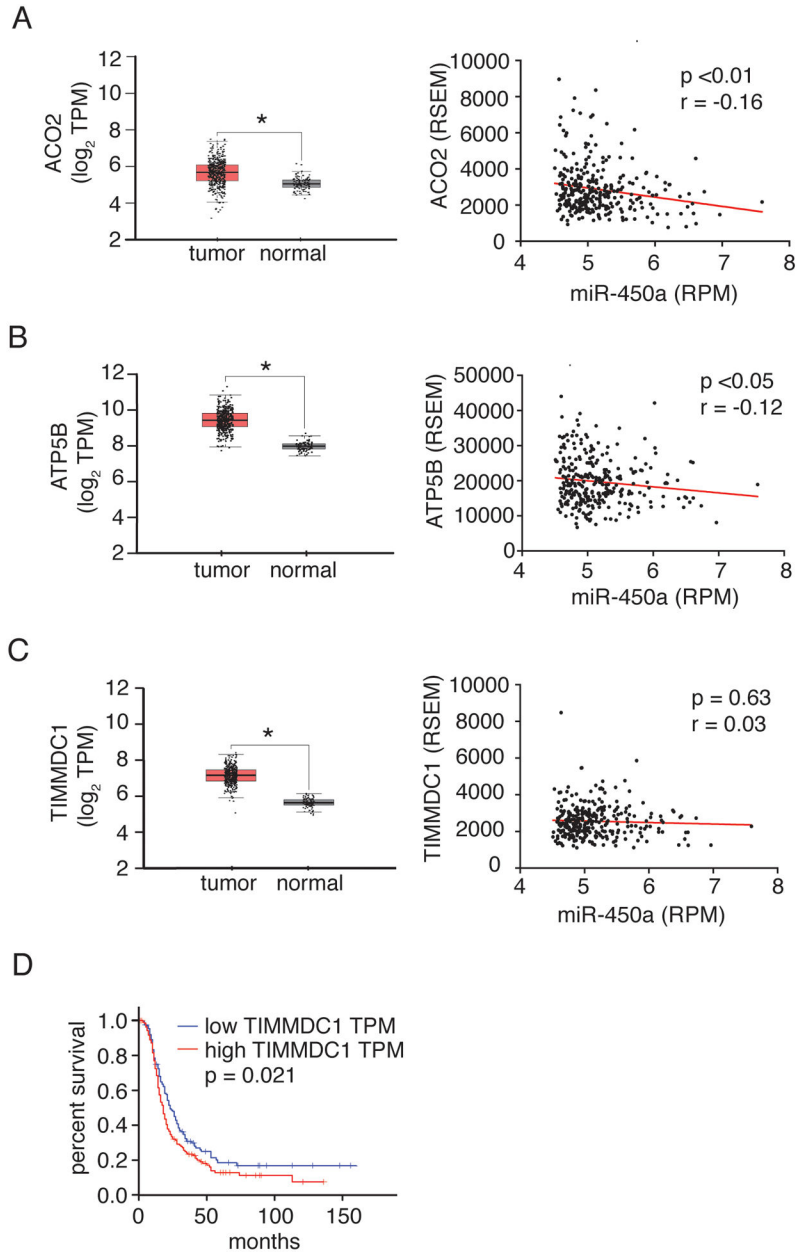 A
ACO2
(log2 TPM)
12
10
8
6
4
2
*
tumor normal
ACO2 (RSEM)
10000
8000
6000
4000
2000
0
p <0.01
r = -0.16
4 5 6 7 8
miR-450a (RPM)
B
ATP5B
(log2 TPM)
12
10
8
6
4
2
*
tumor normal
ATP5B (RSEM)
50000
40000
30000
20000
10000
0
p <0.05
r = -0.12
4 5 6 7 8
miR-450a (RPM)
C
TIMMDC1
(log2 TPM)
12
10
8
6
4
2
*
tumor normal
TIMMDC1 (RSEM)
10000
8000
6000
4000
2000
0
p = 0.63
r = 0.03
4 5 6 7 8
miR-450a (RPM)
D
percent survival
1.0
0.8
0.6
0.4
0.2
0.0
low TIMMDC1 TPM
high TIMMDC1 TPM
p = 0.021
0 50 100 150
months